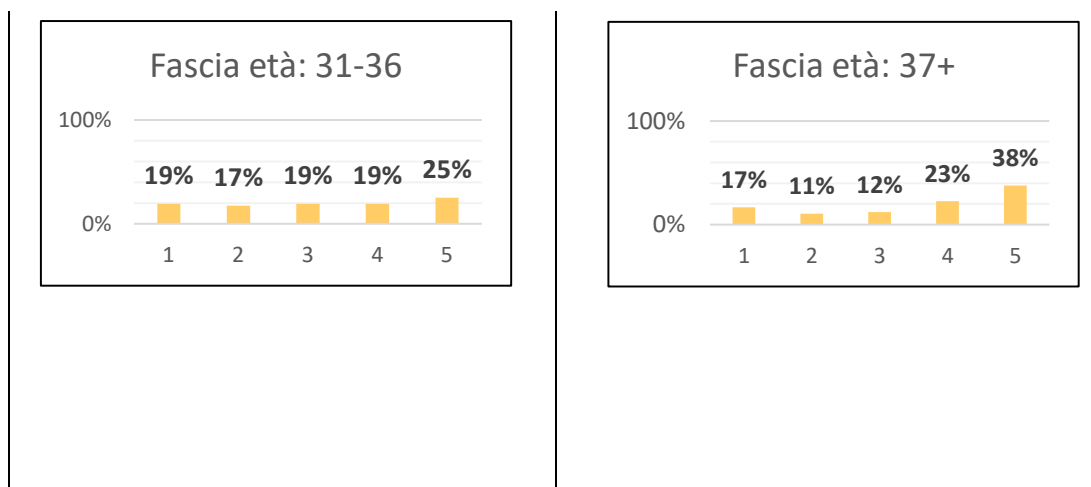 Fascia età: 31-36
100%
19% 17% 19% 19% 25%
0%
1 2 3 4 5
Fascia età: 37+
100%
17% 11% 12% 23% 38%
0%
1 2 3 4 5